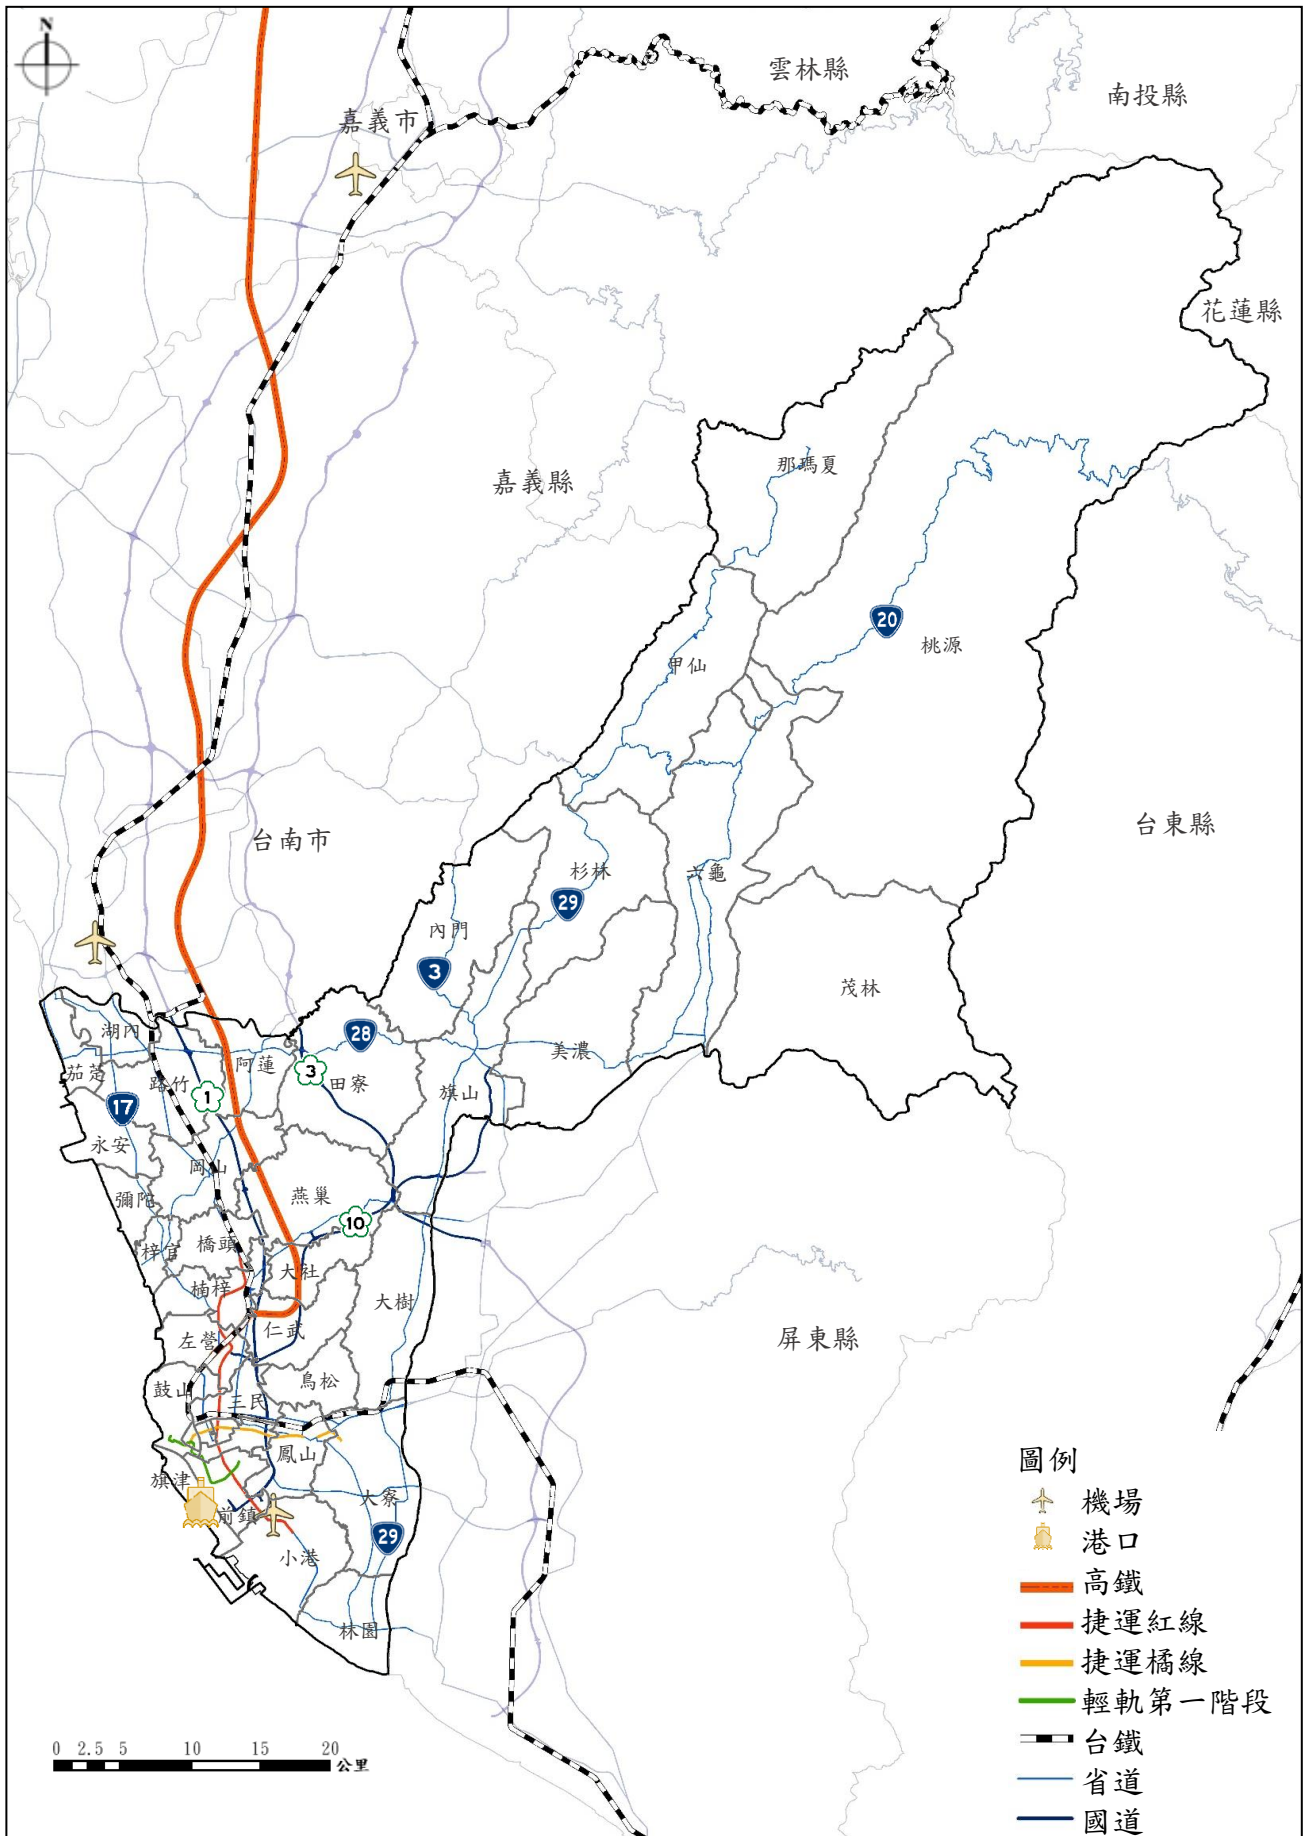 N
雲林縣
南投縣
嘉義市
花蓮縣
那瑪夏
嘉義縣
20
桃源
甲仙
台東縣
台南市
杉林
六龜
29
內門
3
茂林
湖內
28
美濃
阿蓮
3
茄萣
路竹
田寮
旗山
1
17
永安
岡山
燕巢
彌陀
10
橋頭
梓官
大社
楠梓
大樹
仁武
左營
屏東縣
鳥松
鼓山
三民
鳳山
旗津
大寮
前鎮
29
小港
林園
圖例
機場
港口
高鐵
捷運紅線
捷運橘線
輕軌第一階段
台鐵
省道
國道
0 2.5 5 10 15 20
公里